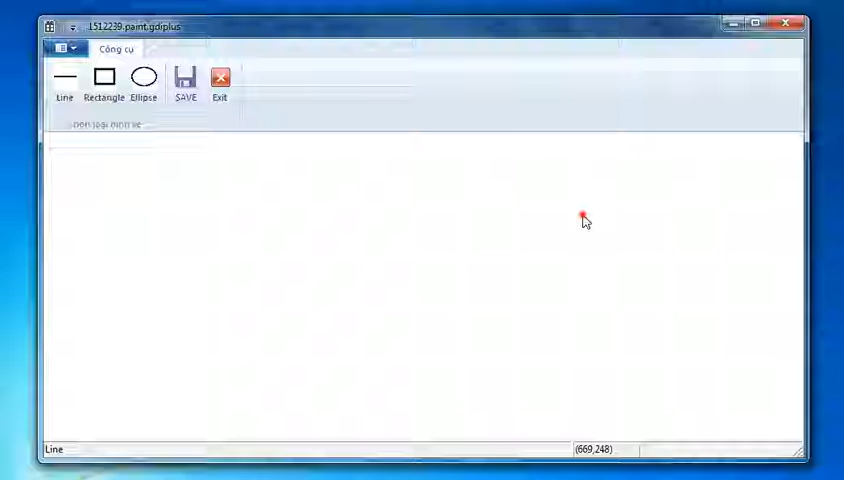 1512239.paint.gdiplus
Công cụ
Line Rectangle Ellipse SAVE Exit
Line (669,248)